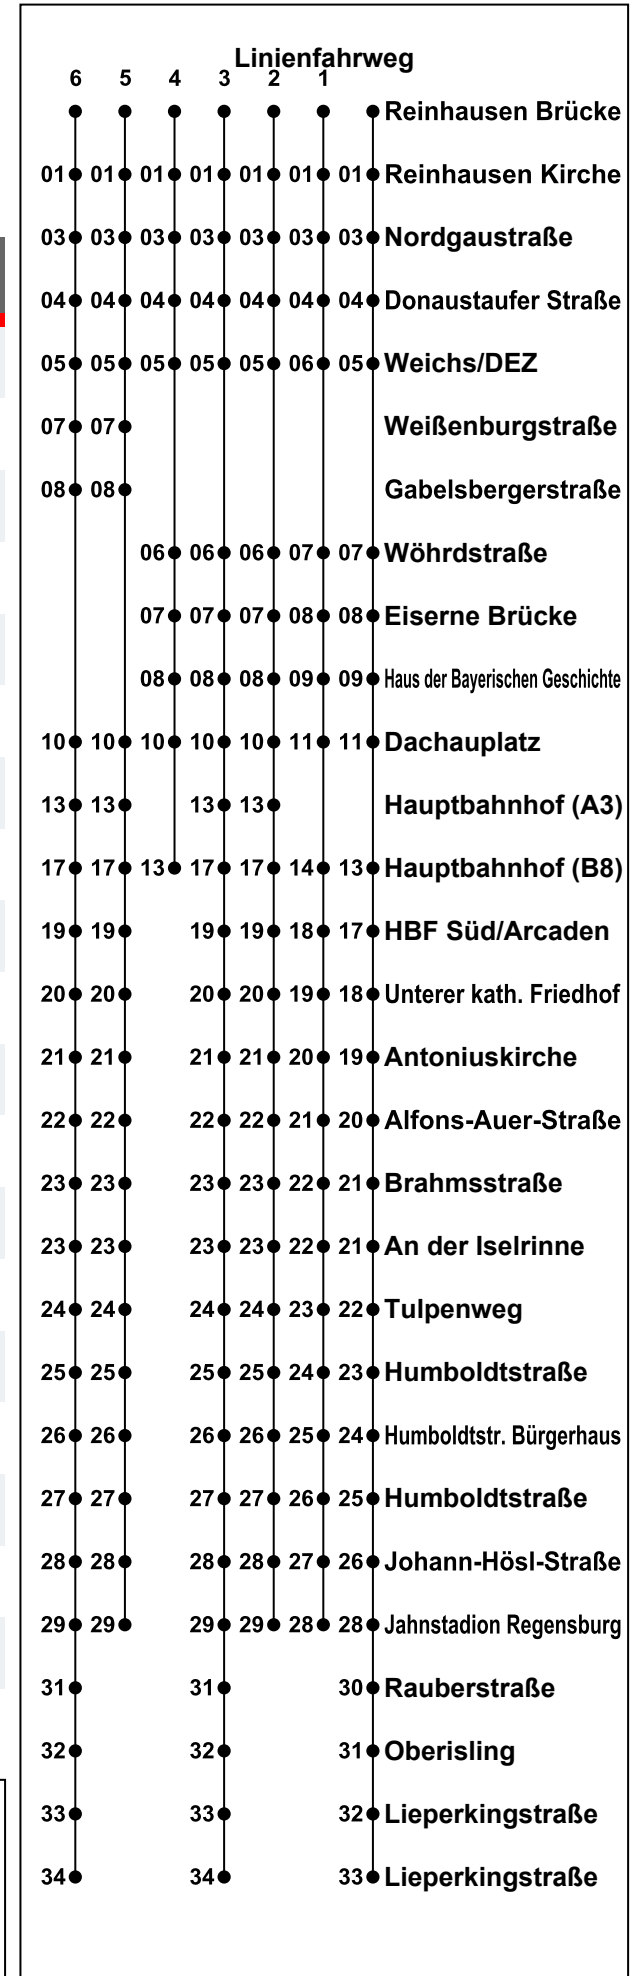 Linienfahrweg
6 5 4 3 2 1
Reinhausen Brücke
01 01 01 01 01 01 01 Reinhausen Kirche
03 03 03 03 03 03 03 Nordgaustraße
04 04 04 04 04 04 04 Donaustaufer Straße
05 05 05 05 05 06 05 Weichs/DEZ
07 07 Weißenburgstraße
08 08 Gabelsbergerstraße
06 06 06 07 07 Wöhrdstraße
07 07 07 08 08 Eiserne Brücke
08 08 08 09 09 Haus der Bayerischen Geschichte
10 10 10 10 10 11 11 Dachauplatz
13 13 13 13 Hauptbahnhof (A3)
17 17 13 17 17 14 13 Hauptbahnhof (B8)
19 19 19 19 18 17 HBF Süd/Arcaden
20 20 20 20 19 18 Unterer kath. Friedhof
21 21 21 21 20 19 Antoniuskirche
22 22 22 22 21 20 Alfons-Auer-Straße
23 23 23 23 22 21 Brahmsstraße
23 23 23 23 22 21 An der Iselrinne
24 24 24 24 23 22 Tulpenweg
25 25 25 25 24 23 Humboldtstraße
26 26 26 26 25 24 Humboldtstr. Bürgerhaus
27 27 27 27 26 25 Humboldtstraße
28 28 28 28 27 26 Johann-Hösl-Straße
29 29 29 29 28 28 Jahnstadion Regensburg
31 31 30 Rauberstraße
32 32 31 Oberisling
33 33 32 Lieperkingstraße
34 34 33 Lieperkingstraße